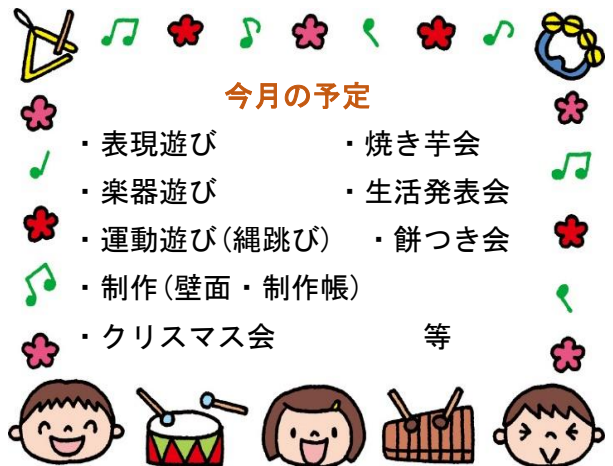 今月の予定
・表現遊び ・焼き芋会
・楽器遊び ・生活発表会
・運動遊び(縄跳び) ・餅つき会
・制作(壁面・制作帳)
・クリスマス会 等